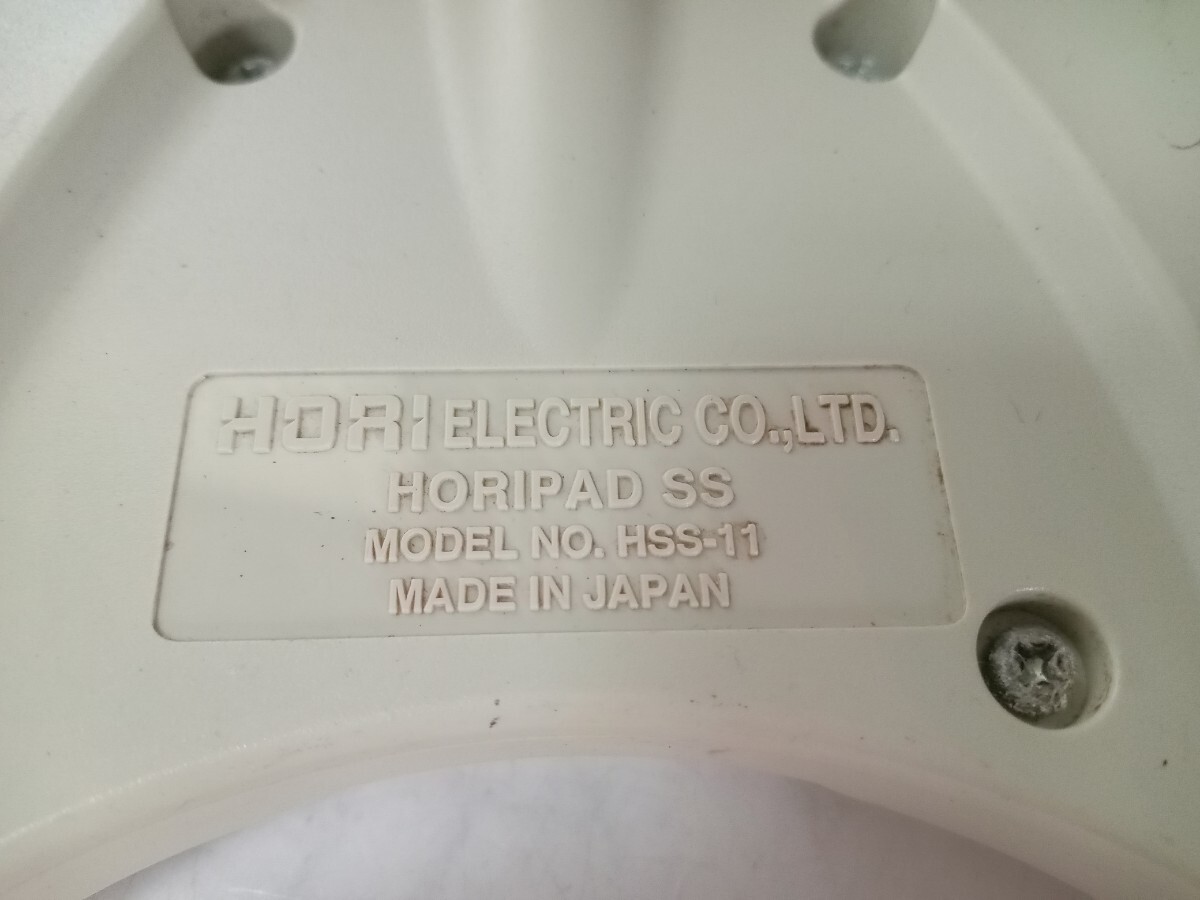 HORI ELECTRIC CO.,LTD.
HORIPAD SS
MODEL NO. HSS-11
MADE IN JAPAN